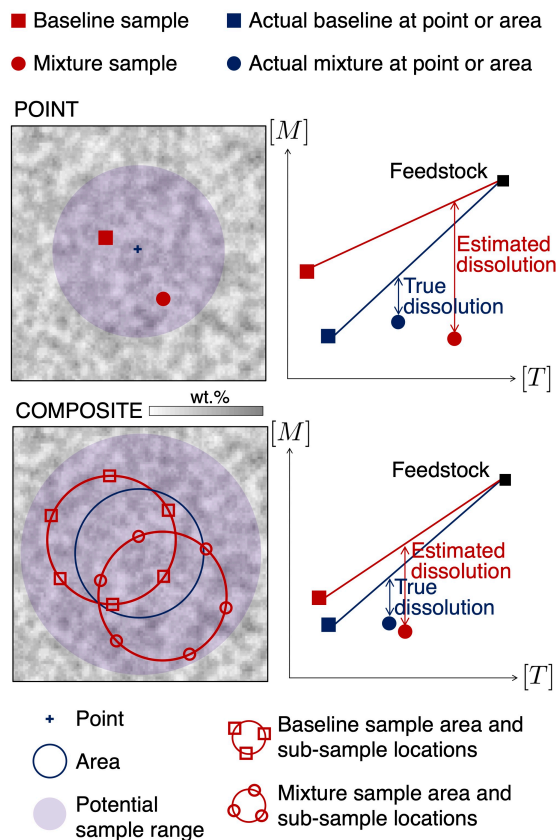 Baseline sample
Actual baseline at point or area
Mixture sample
Actual mixture at point or area
POINT
[M]
Feedstock
Estimated
dissolution
True
dissolution
[T]
COMPOSITE
wt.%
[M]
Feedstock
Estimated
dissolution
True
dissolution
[T]
Point
Area
Potential
sample range
Baseline sample area and
sub-sample locations
Mixture sample area and
sub-sample locations